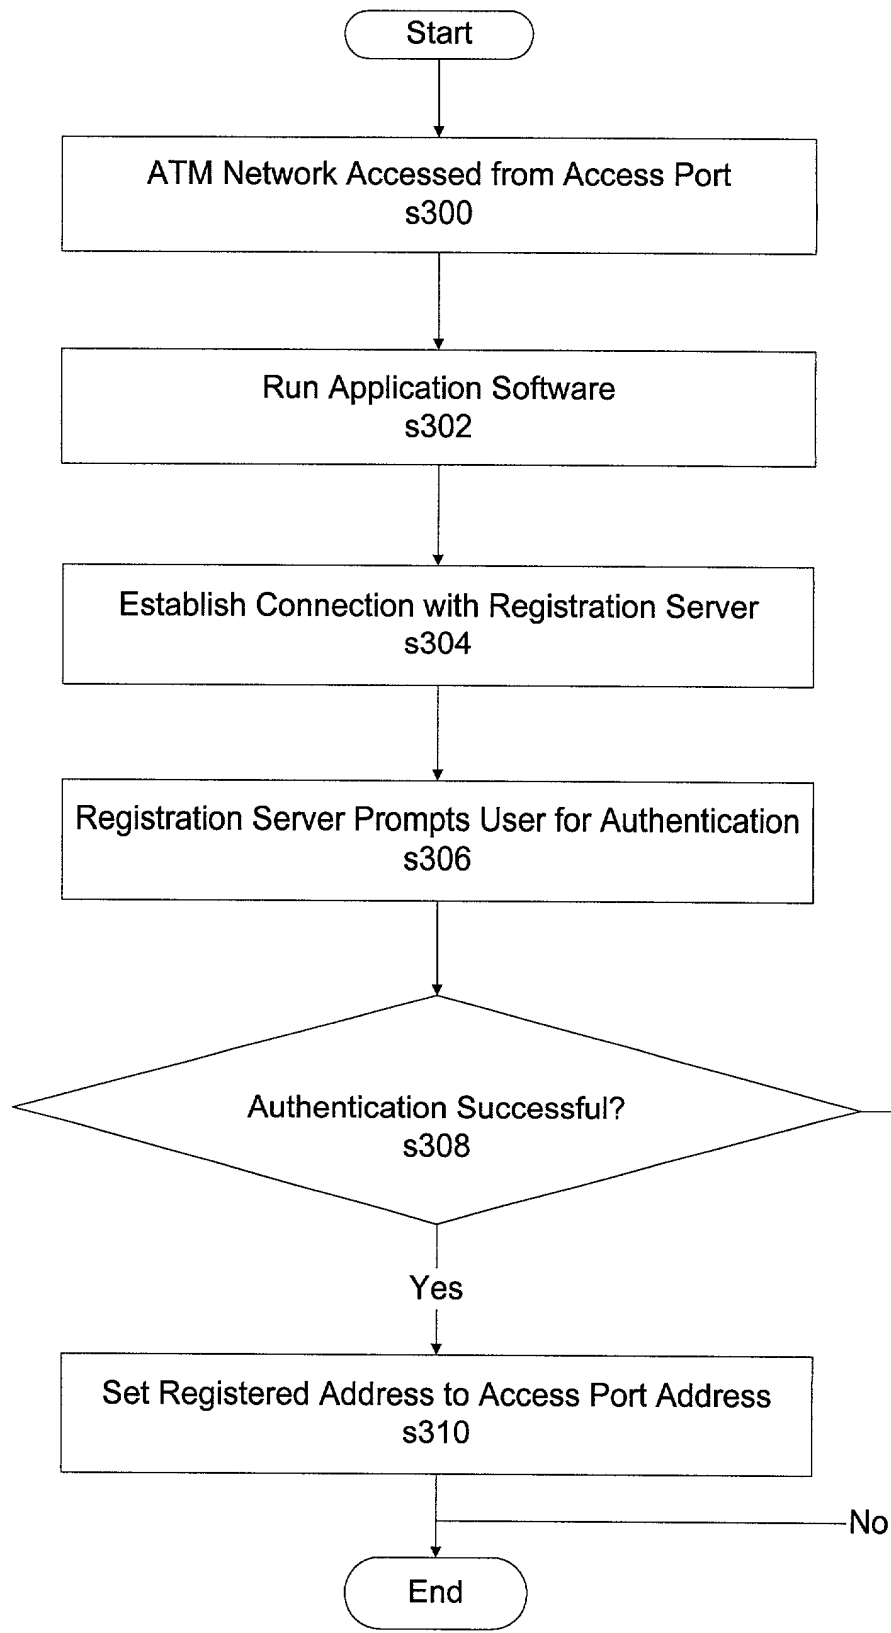 Start
ATM Network Accessed from Access Port
s300
Run Application Software
s302
Establish Connection with Registration Server
s304
Registration Server Prompts User for Authentication
s306
Authentication Successful?
s308
Yes
Set Registered Address to Access Port Address
s310
No
End